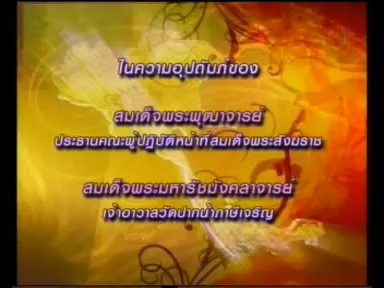 ในความอุปถัมภ์ของ
สมเด็จพระพุฒาจารย์
ประธานคณะผู้ปฏิบัติหน้าที่สมเด็จพระสังฆราช
สมเด็จพระมหารัชมังคลาจารย์
เจ้าอาวาสวัดปากน้ำภาษีเจริญ